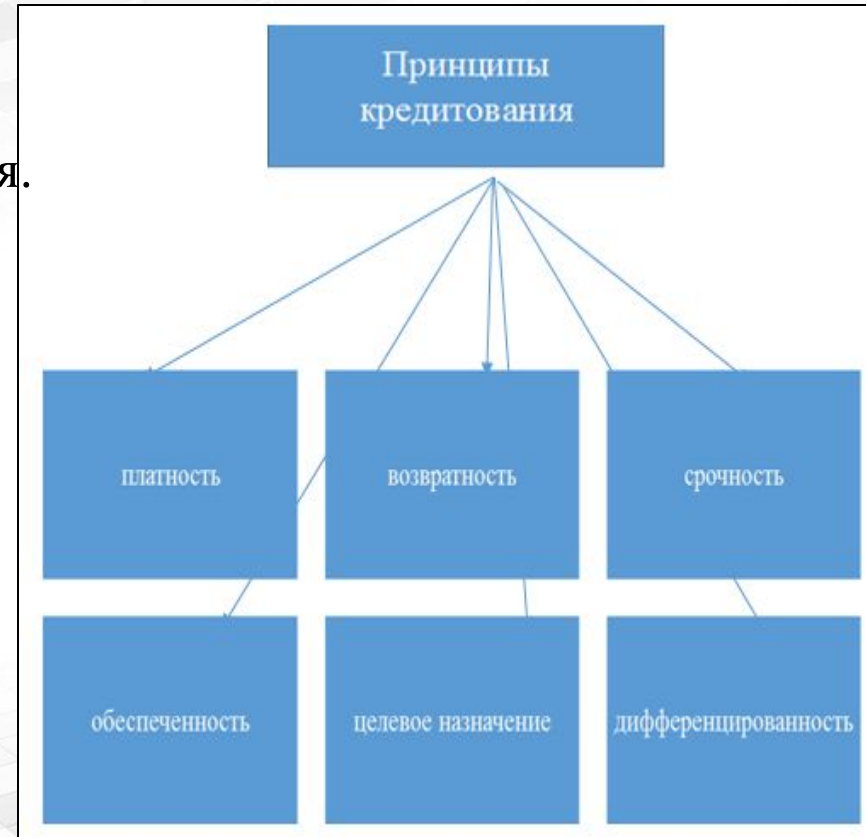 я.
Принципы
кредитования
платность
возвратность
срочность
обеспеченность
целевое назначение
дифференцированность